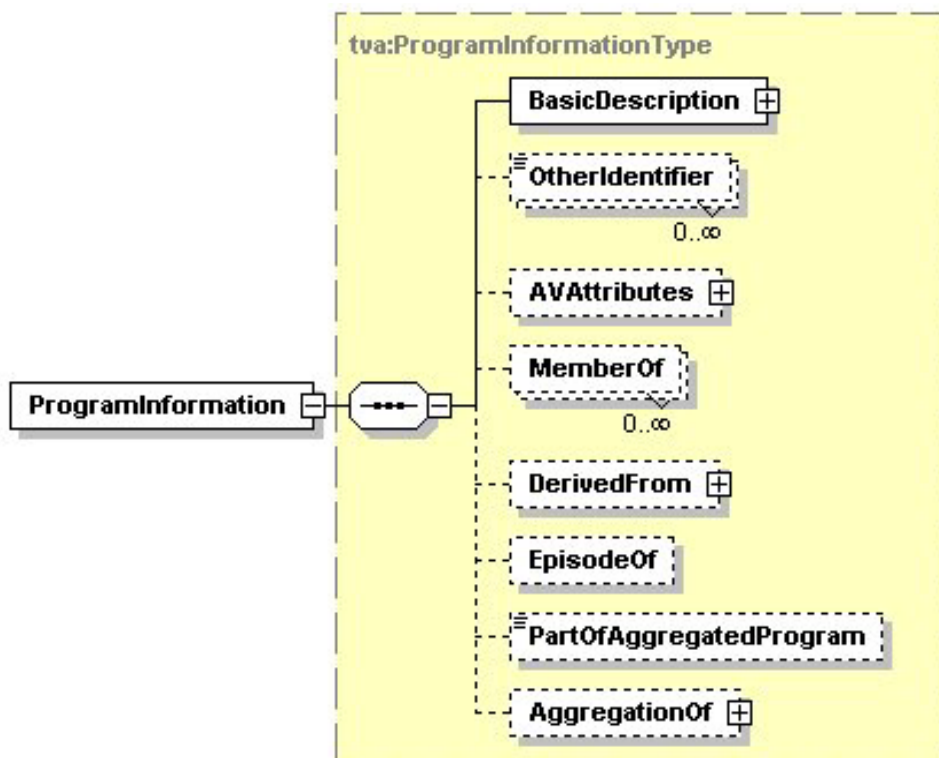 tva:ProgramInformationType
BasicDescription
OtherIdentifier
0..∞
AVAttributes
MemberOf
0..∞
ProgramInformation
DerivedFrom
EpisodeOf
PartOfAggregatedProgram
AggregationOf